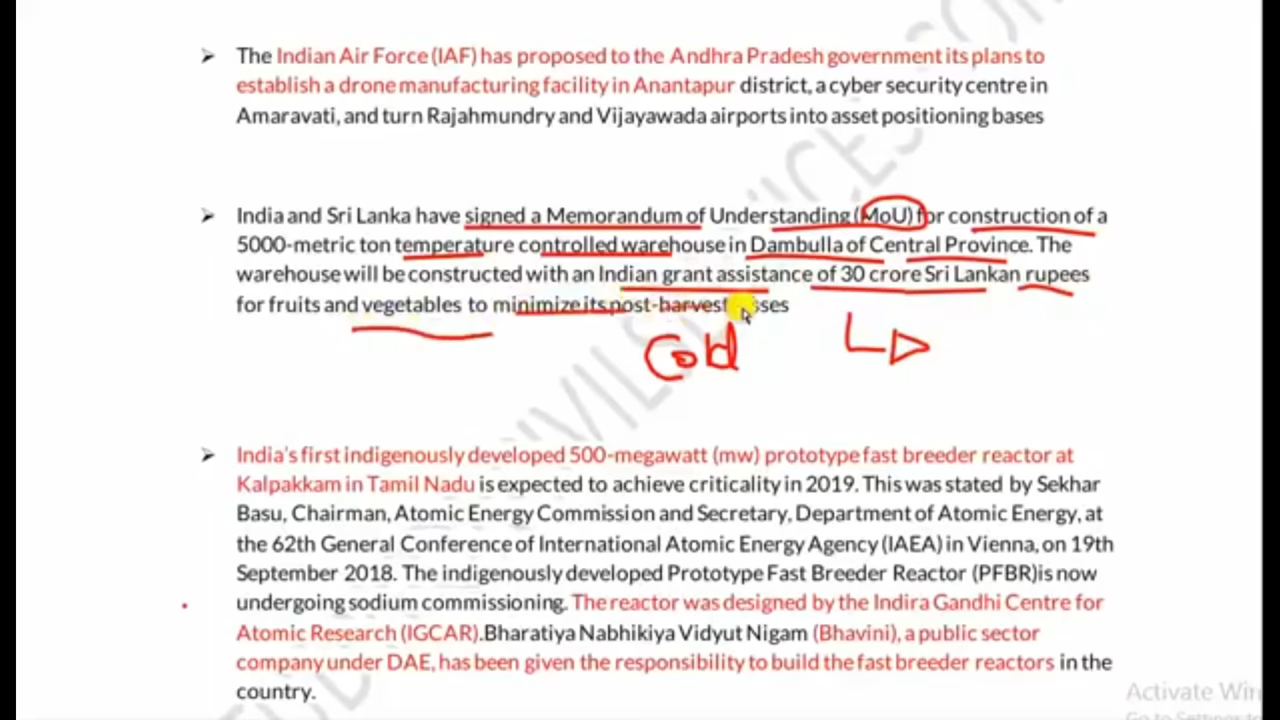 ➢ The Indian Air Force (IAF) has proposed to the Andhra Pradesh government its plans to
establish a drone manufacturing facility in Anantapur district, a cyber security centre in
Amaravati, and turn Rajahmundry and Vijayawada airports into asset positioning bases
➢ India and Sri Lanka have signed a Memorandum of Understanding (MoU) for construction of a
5000-metric ton temperature controlled warehouse in Dambulla of Central Province. The
warehouse will be constructed with an Indian grant assistance of 30 crore Sri Lankan rupees
for fruits and vegetables to minimize its post-harvest
Cold
➢ India's first indigenously developed 500-megawatt (mw) prototype fast breeder reactor at
Kalpakkam in Tamil Nadu is expected to achieve criticality in 2019. This was stated by Sekhar
Basu, Chairman, Atomic Energy Commission and Secretary, Department of Atomic Energy, at
the 62th General Conference of International Atomic Energy Agency (IAEA) in Vienna, on 19th
September 2018. The indigenously developed Prototype Fast Breeder Reactor (PFBR)is now
undergoing sodium commissioning. The reactor was designed by the Indira Gandhi Centre for
Atomic Research (IGCAR).Bharatiya Nabhikiya Vidyut Nigam (Bhavini), a public sector
company under DAE, has been given the responsibility to build the fast breeder reactors in the
country.
Activate Win